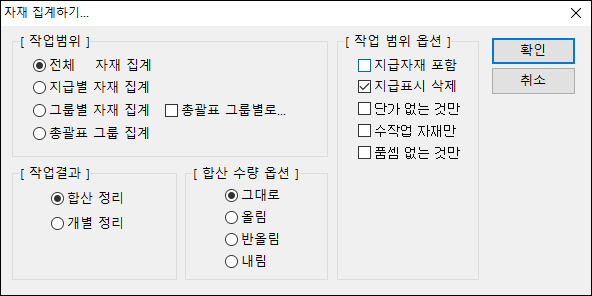 자재 집계하기...
[ 작업범위 ]
전체 자재 집계
지급별 자재 집계
그룹별 자재 집계 총괄표 그룹별로...
총괄표 그룹 집계
[ 작업 범위 옵션 ]
지급자재 포함
지급표시 삭제
단가 없는 것만
수작업 자재만
품셈 없는 것만
확인
취소
[ 작업결과 ]
합산 정리
개별 정리
[ 합산 수량 옵션 ]
그대로
올림
반올림
내림